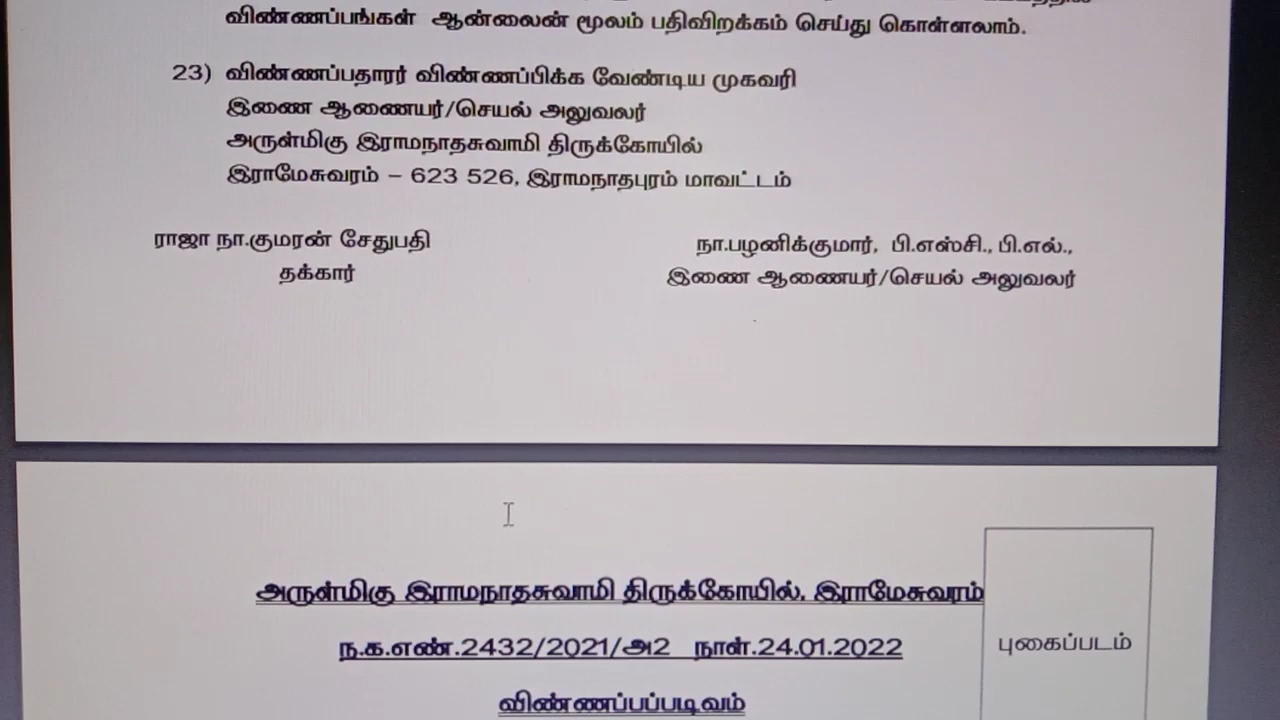 விண்ணப்பங்கள் ஆன்லைன் மூலம் பதிவிறக்கம் செய்து கொள்ளலாம்.
23) விண்ணப்பதாரர் விண்ணப்பிக்க வேண்டிய முகவரி
இணை ஆணையர்/செயல் அலுவலர்
அருள்மிகு இராமநாதசுவாமி திருக்கோயில்
இராமேசுவரம் – 623 526, இராமநாதபுரம் மாவட்டம்
ராஜா நா.குமரன் சேதுபதி
தக்கார்
நா.பழனிக்குமார், பி.எஸ்சி., பி.எல்.,
இணை ஆணையர்/செயல் அலுவலர்
அருள்மிகு இராமநாதசுவாமி திருக்கோயில், இராமேசுவரம்
ந.க.எண்.2432/2021/அ2 நாள்.24.01.2022
புகைப்படம்
விண்ணப்பப்படிவம்